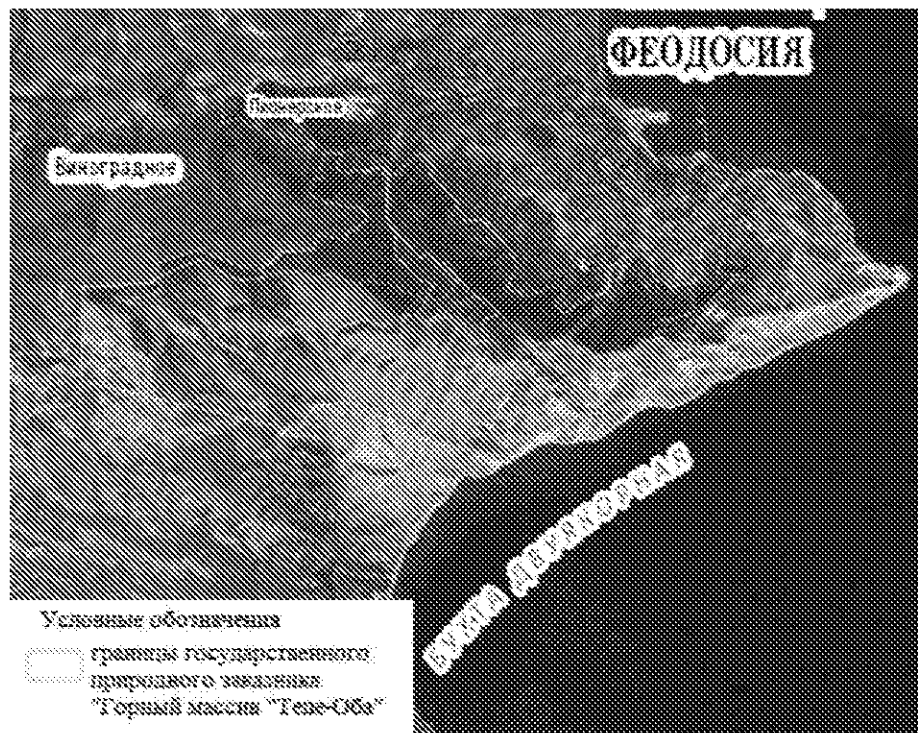 ФЕОДОСИЯ
Виноградное
БУХТА ДВУЯКОРНАЯ
Условные обозначения
границы государственного
природного заказника
"Горный массив "Тепе-Оба"